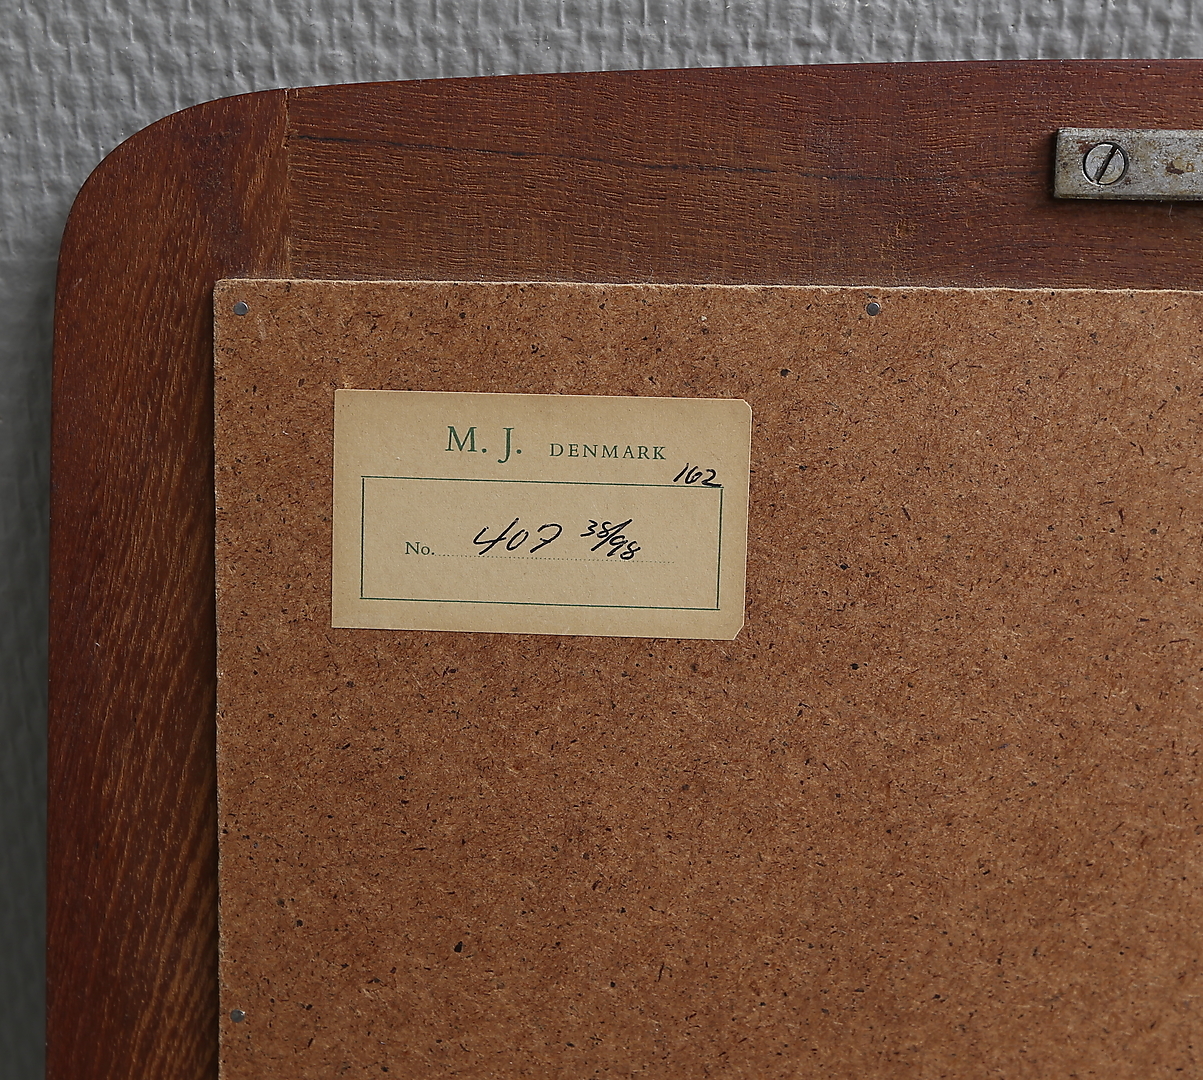 M. J. DENMARK
162
No. 407 38/98